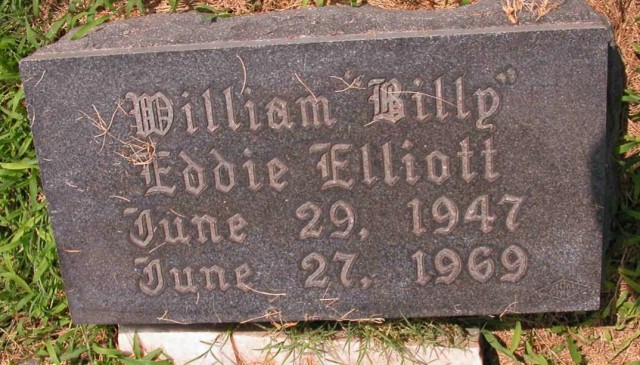 William "Billy"
Eddie Elliott
June 29, 1947
June 27, 1969